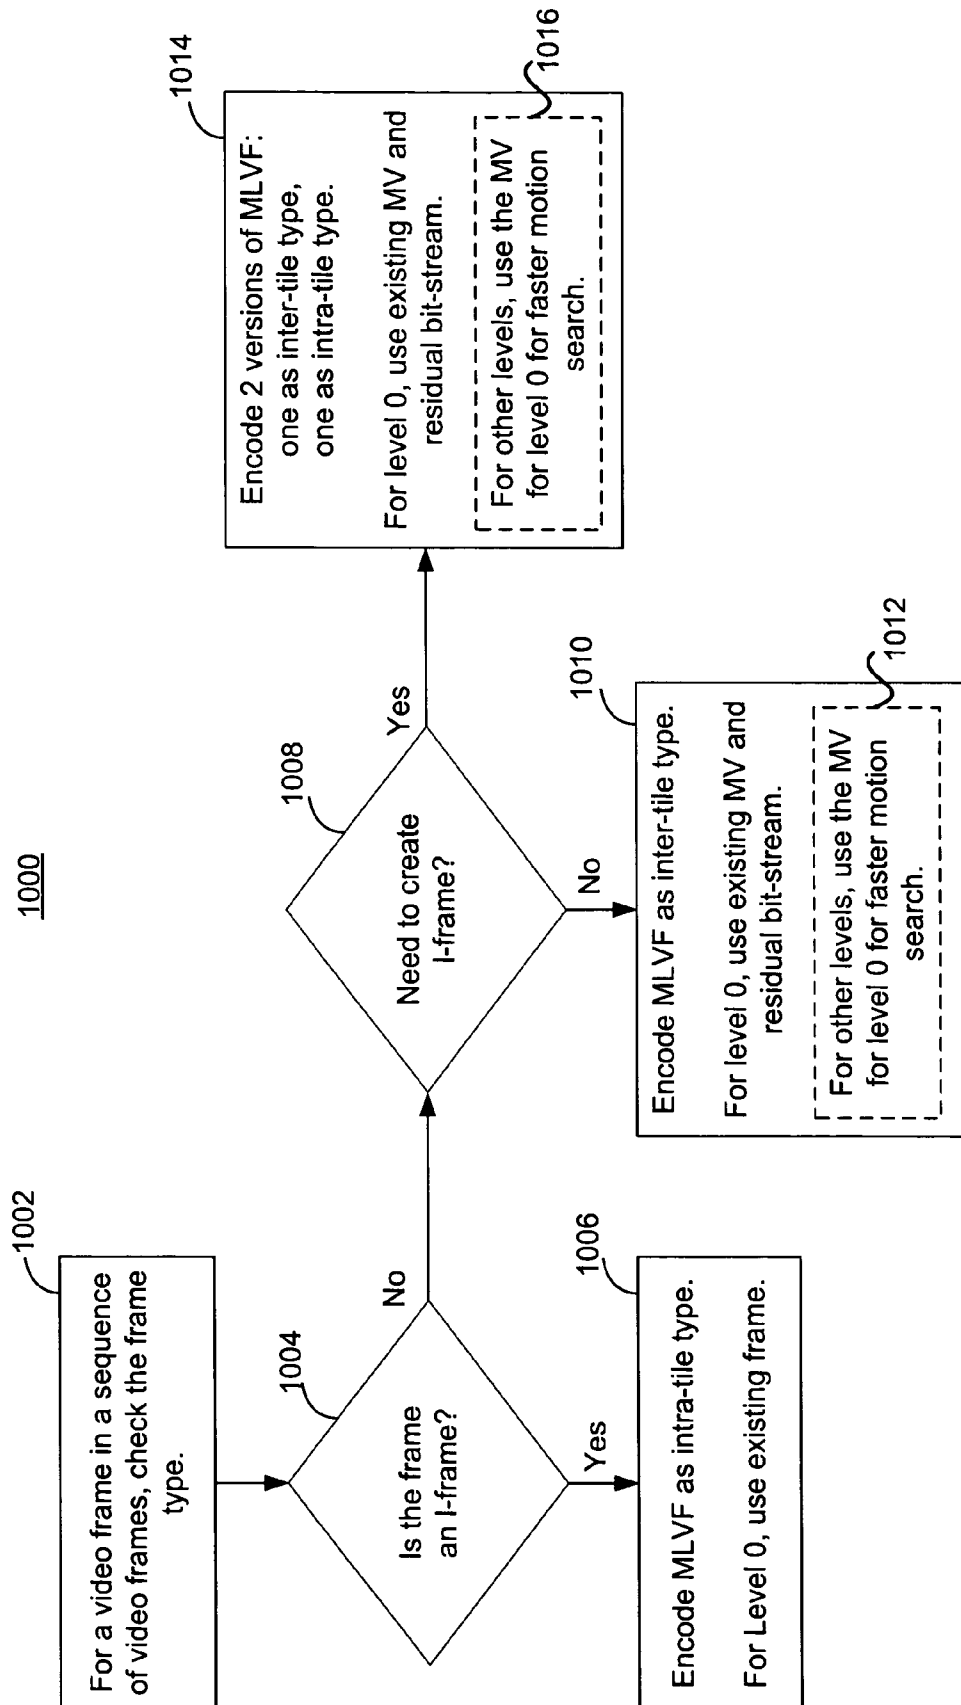 1000
1002
For a video frame in a sequence
of video frames, check the frame
type.
1004
Is the frame
an I-frame?
No
Yes
1006
Encode MLVF as intra-tile type.
For Level 0, use existing frame.
1008
Need to create
I-frame?
Yes
No
1010
Encode MLVF as inter-tile type.
For level 0, use existing MV and
residual bit-stream.
1012
For other levels, use the MV
for level 0 for faster motion
search.
1014
Encode 2 versions of MLVF:
one as inter-tile type,
one as intra-tile type.
For level 0, use existing MV and
residual bit-stream.
1016
For other levels, use the MV
for level 0 for faster motion
search.